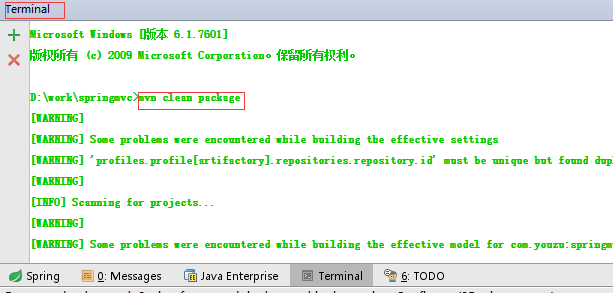 Terminal
Microsoft Windows [版本 6.1.7601]
版权所有 (c) 2009 Microsoft Corporstion。保留所有权利。
D:\work\springmvc>mvn clean package
[WARNING]
[WARNING] Some problems were encountered while building the effective settings
[WARNING] 'profiles.profile[artifactory].repositories.repository.id' must be unique but found dupl
[WARNING]
[INFO] Scanning for projects...
[WARNING]
[WARNING] Some problems were encountered while building the effective model for com.youzu:springm
Spring 0: Messages Java Enterprise Terminal 6: TODO